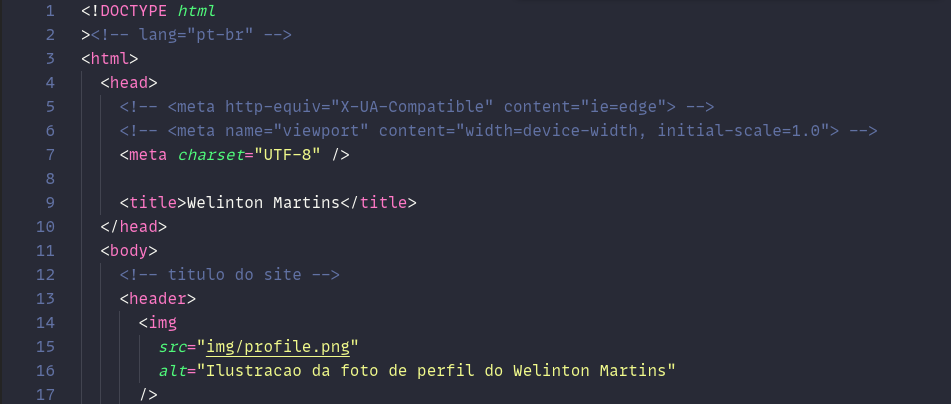 1 <!DOCTYPE html
2 ><!-- lang="pt-br" -->
3 <html>
4 <head>
5 <!-- <meta http-equiv="X-UA-Compatible" content="ie=edge"> -->
6 <!-- <meta name="viewport" content="width=device-width, initial-scale=1.0"> -->
7 <meta charset="UTF-8" />
8
9 <title>Welinton Martins</title>
10 </head>
11 <body>
12 <!-- titulo do site -->
13 <header>
14 <img
15 src="img/profile.png"
16 alt="Ilustracao da foto de perfil do Welinton Martins"
17 />